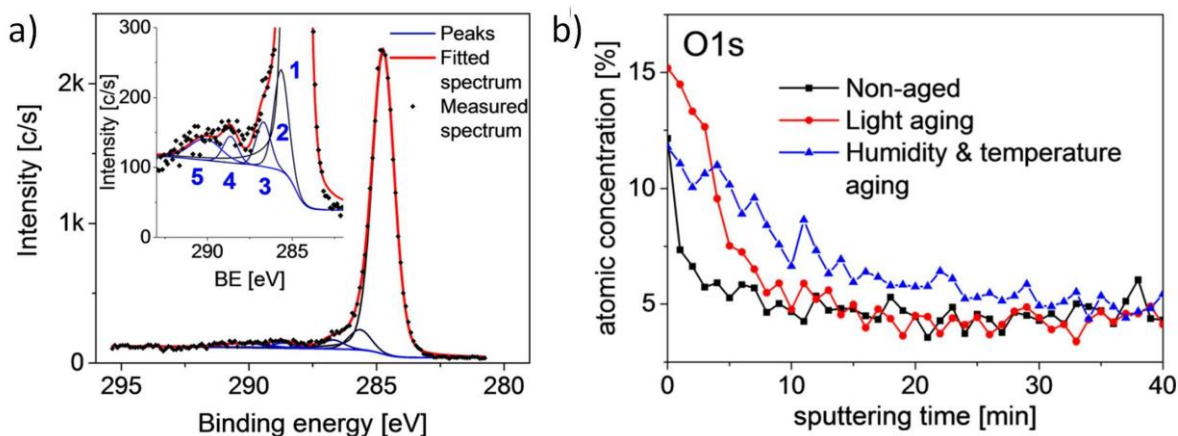 a)
300
200
100
0
Intensity [c/s]
290
285
BE [eV]
1
2
3
4
5
Peaks
Fitted
spectrum
Measured
spectrum
2k
1k
0
Intensity [c/s]
295
290
285
280
Binding energy [eV]
b)
O1s
Non-aged
Light aging
Humidity & temperature
aging
15
10
5
atomic concentration [%]
0
10
20
30
40
sputtering time [min]